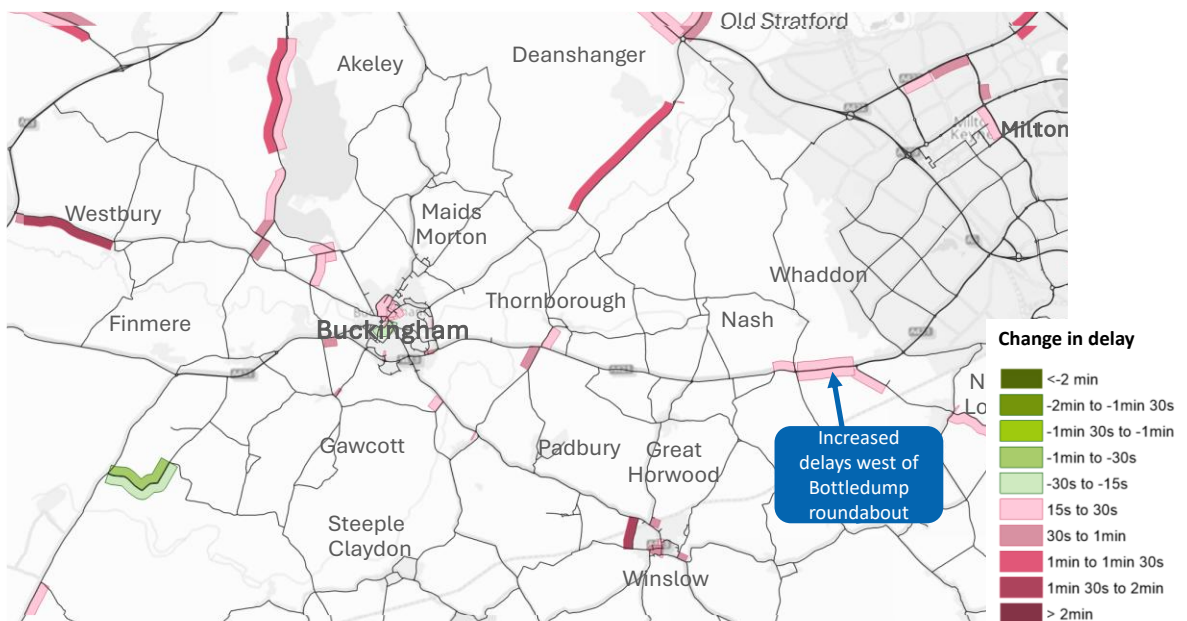 Old Stratford
Deanshanger
Akeley
Milton
Westbury
Maids
Morton
Whaddon
Thornborough
Finmere
Nash
Buckingham
Change in delay
<-2 min
-2min to -1min 30s
-1min 30s to -1min
-1min to -30s
-30s to -15s
15s to 30s
30s to 1min
1min to 1min 30s
1min 30s to 2min
> 2min
Increased
delays west of
Bottledump
roundabout
Gawcott
Padbury
Great
Horwood
Steeple
Claydon
Winslow